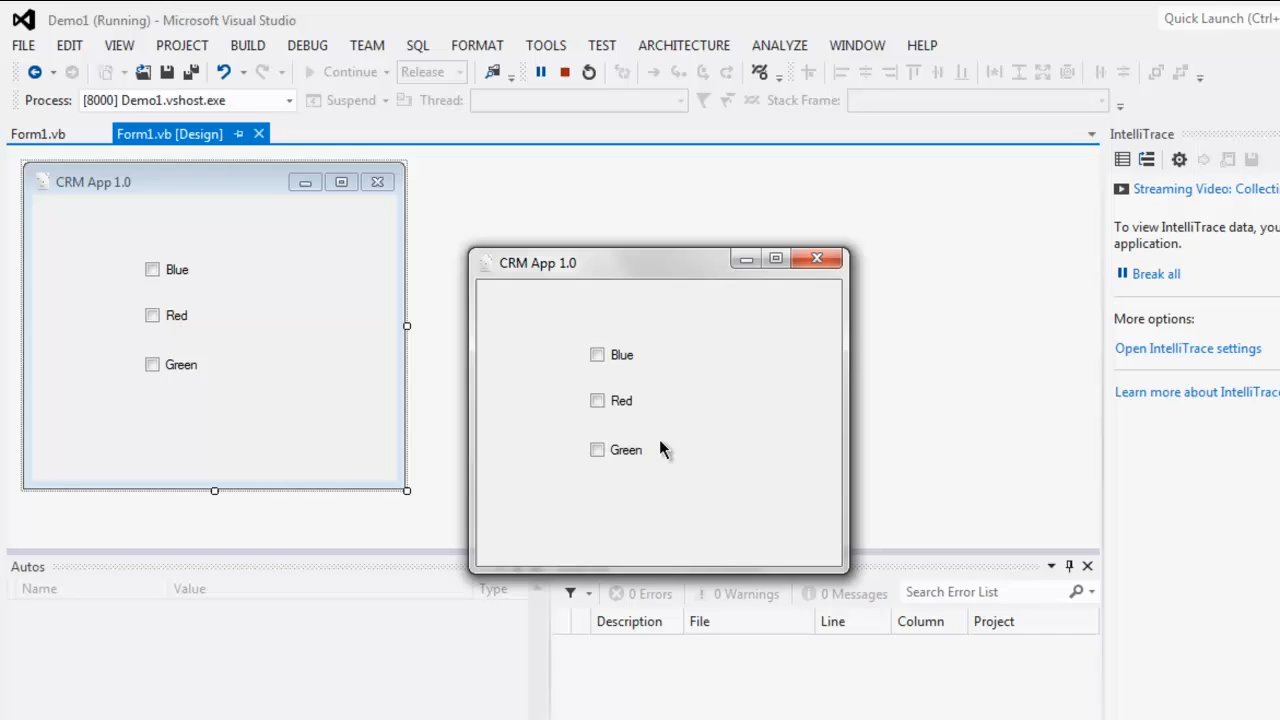 Demo1 (Running) - Microsoft Visual Studio
Quick Launch (Ctrl+
FILE EDIT VIEW PROJECT BUILD DEBUG TEAM SQL FORMAT TOOLS TEST ARCHITECTURE ANALYZE WINDOW HELP
Continue Release
Process: [8000] Demo1.vshost.exe Suspend Thread: Stack Frame:
Form1.vb Form1.vb [Design]
IntelliTrace
CRM App 1.0
Blue
Red
Green
CRM App 1.0
Blue
Red
Green
Streaming Video: Collecti
To view IntelliTrace data, you
application.
Break all
More options:
Open IntelliTrace settings
Learn more about IntelliTrace
Autos
Name Value Type
0 Errors 0 Warnings 0 Messages Search Error List
Description File Line Column Project